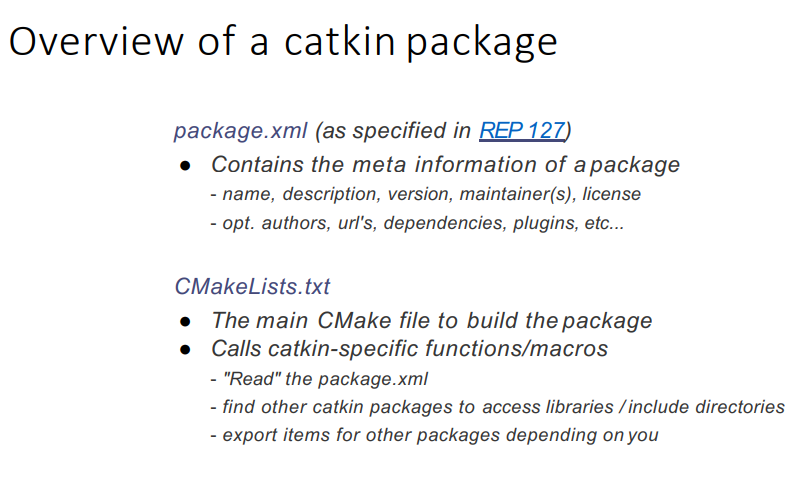 Overview of a catkin package
package.xml (as specified in REP 127)
● Contains the meta information of a package
- name, description, version, maintainer(s), license
- opt. authors, url's, dependencies, plugins, etc...
CMakeLists.txt
● The main CMake file to build the package
● Calls catkin-specific functions/macros
- "Read" the package.xml
- find other catkin packages to access libraries / include directories
- export items for other packages depending on you